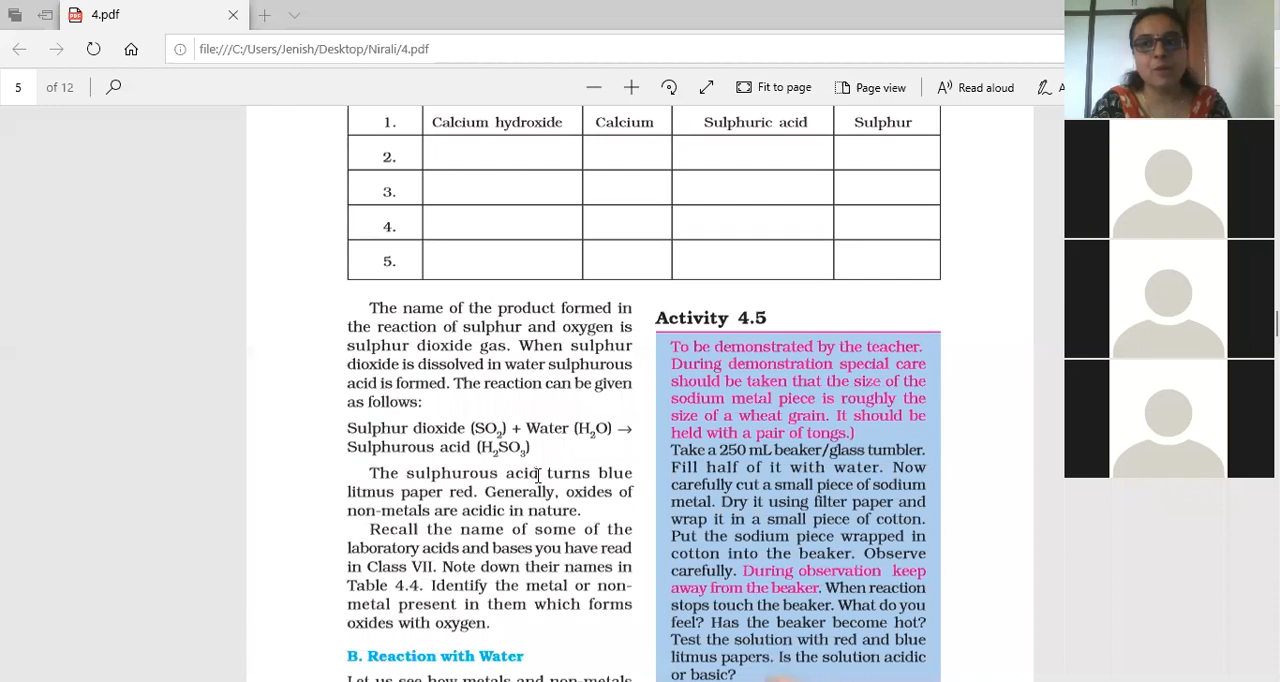 4.pdf
file:///C:/Users/Jenish/Desktop/Nirali/4.pdf
5 of 12
Fit to page
Page view
Read aloud
1. Calcium hydroxide Calcium Sulphuric acid Sulphur
2.
3.
4.
5.
The name of the product formed in
the reaction of sulphur and oxygen is
sulphur dioxide gas. When sulphur
dioxide is dissolved in water sulphurous
acid is formed. The reaction can be given
as follows:
Sulphur dioxide (SO₂) + Water (H₂O) →
Sulphurous acid (H₂SO₃)
The sulphurous acid turns blue
litmus paper red. Generally, oxides of
non-metals are acidic in nature.
Recall the name of some of the
laboratory acids and bases you have read
in Class VII. Note down their names in
Table 4.4. Identify the metal or non-
metal present in them which forms
oxides with oxygen.
B. Reaction with Water
Let us see how metals and non-metals
Activity 4.5
To be demonstrated by the teacher.
During demonstration special care
should be taken that the size of the
sodium metal piece is roughly the
size of a wheat grain. It should be
held with a pair of tongs.)
Take a 250 mL beaker/glass tumbler.
Fill half of it with water. Now
carefully cut a small piece of sodium
metal. Dry it using filter paper and
wrap it in a small piece of cotton.
Put the sodium piece wrapped in
cotton into the beaker. Observe
carefully. During observation keep
away from the beaker. When reaction
stops touch the beaker. What do you
feel? Has the beaker become hot?
Test the solution with red and blue
litmus papers. Is the solution acidic
or basic?